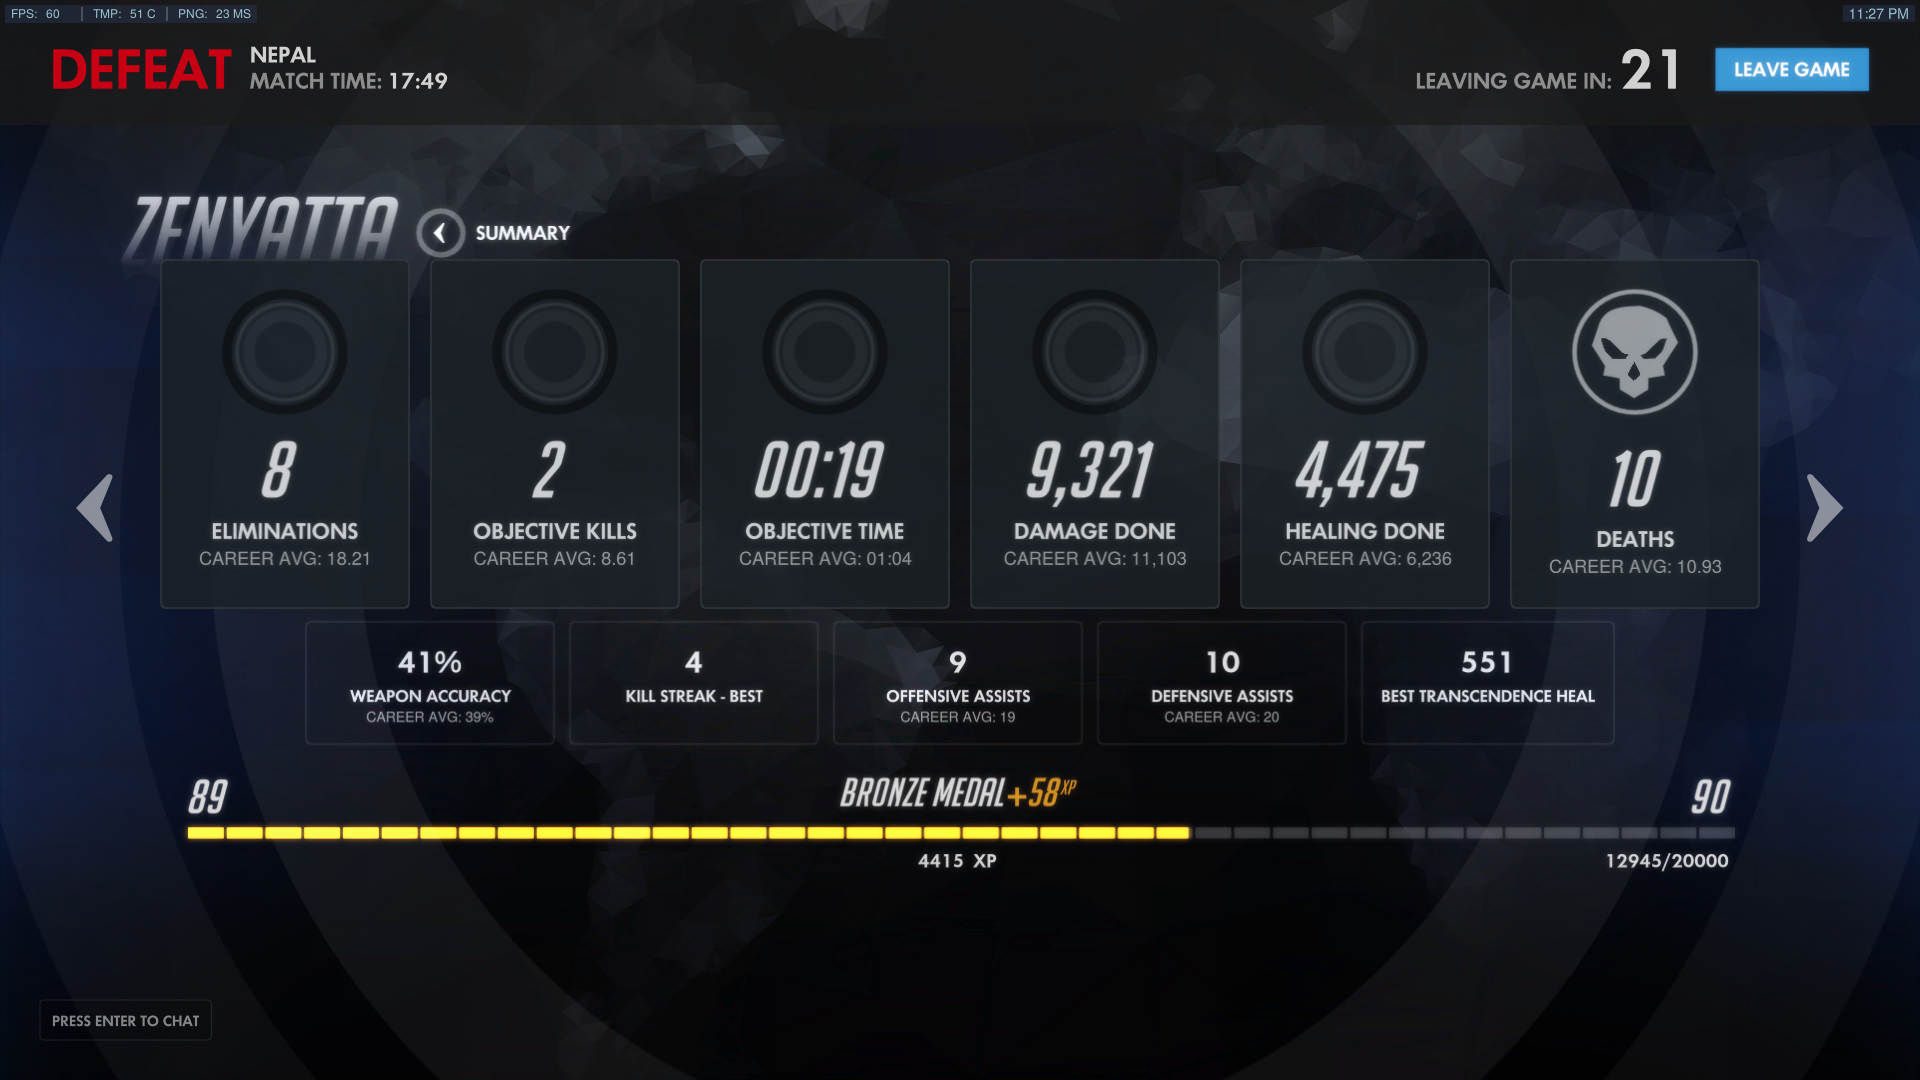 FPS: 60 | TMP: 51 C | PNG: 23 MS
11:27 PM
DEFEAT
NEPAL
MATCH TIME: 17:49
LEAVING GAME IN: 21
LEAVE GAME
ZENYATTA
SUMMARY
8
ELIMINATIONS
CAREER AVG: 18.21
2
OBJECTIVE KILLS
CAREER AVG: 8.61
00:19
OBJECTIVE TIME
CAREER AVG: 01:04
9,321
DAMAGE DONE
CAREER AVG: 11,103
4,475
HEALING DONE
CAREER AVG: 6,236
10
DEATHS
CAREER AVG: 10.93
41%
WEAPON ACCURACY
CAREER AVG: 39%
4
KILL STREAK - BEST
9
OFFENSIVE ASSISTS
CAREER AVG: 19
10
DEFENSIVE ASSISTS
CAREER AVG: 20
551
BEST TRANSCENDENCE HEAL
89
BRONZE MEDAL +58 XP
90
4415 XP
12945/20000
PRESS ENTER TO CHAT